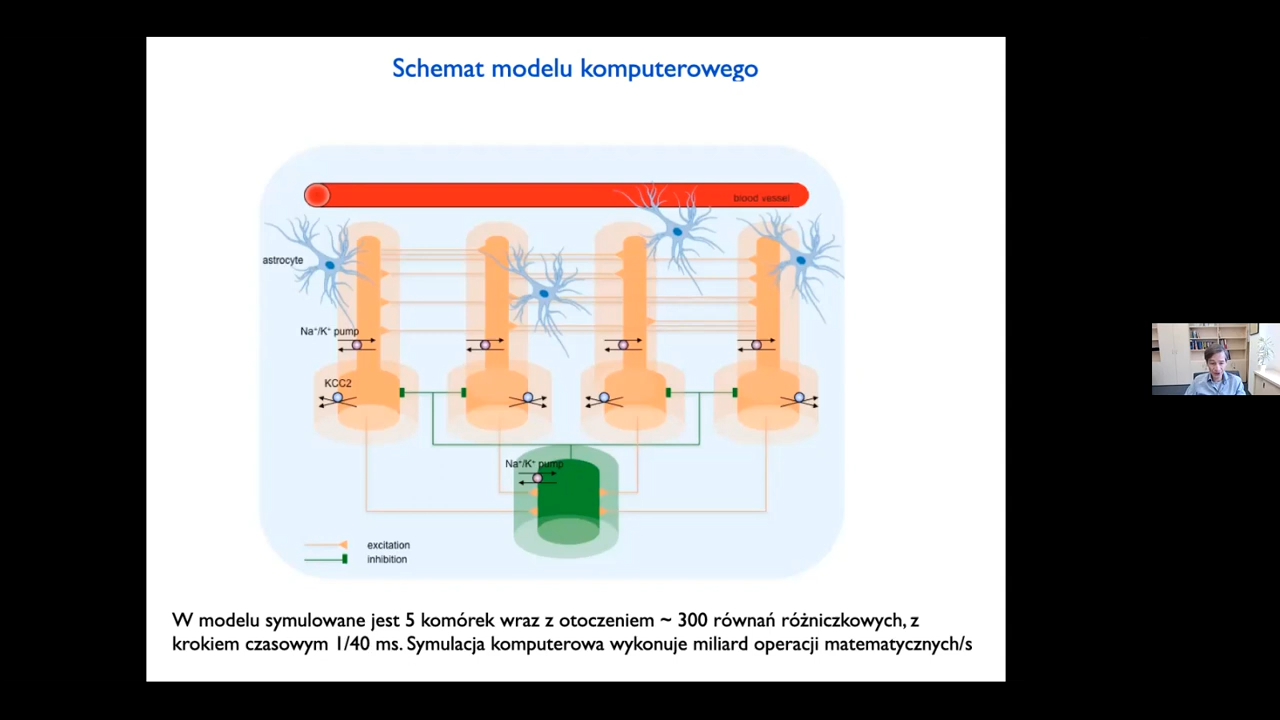 Schemat modelu komputerowego
blood vessel
astrocyte
Na⁺/K⁺ pump
KCC2
Na⁺/K⁺ pump
excitation
inhibition
W modelu symulowane jest 5 komórek wraz z otoczeniem ~ 300 równań różniczkowych, z
krokiem czasowym 1/40 ms. Symulacja komputerowa wykonuje miliard operacji matematycznych/s